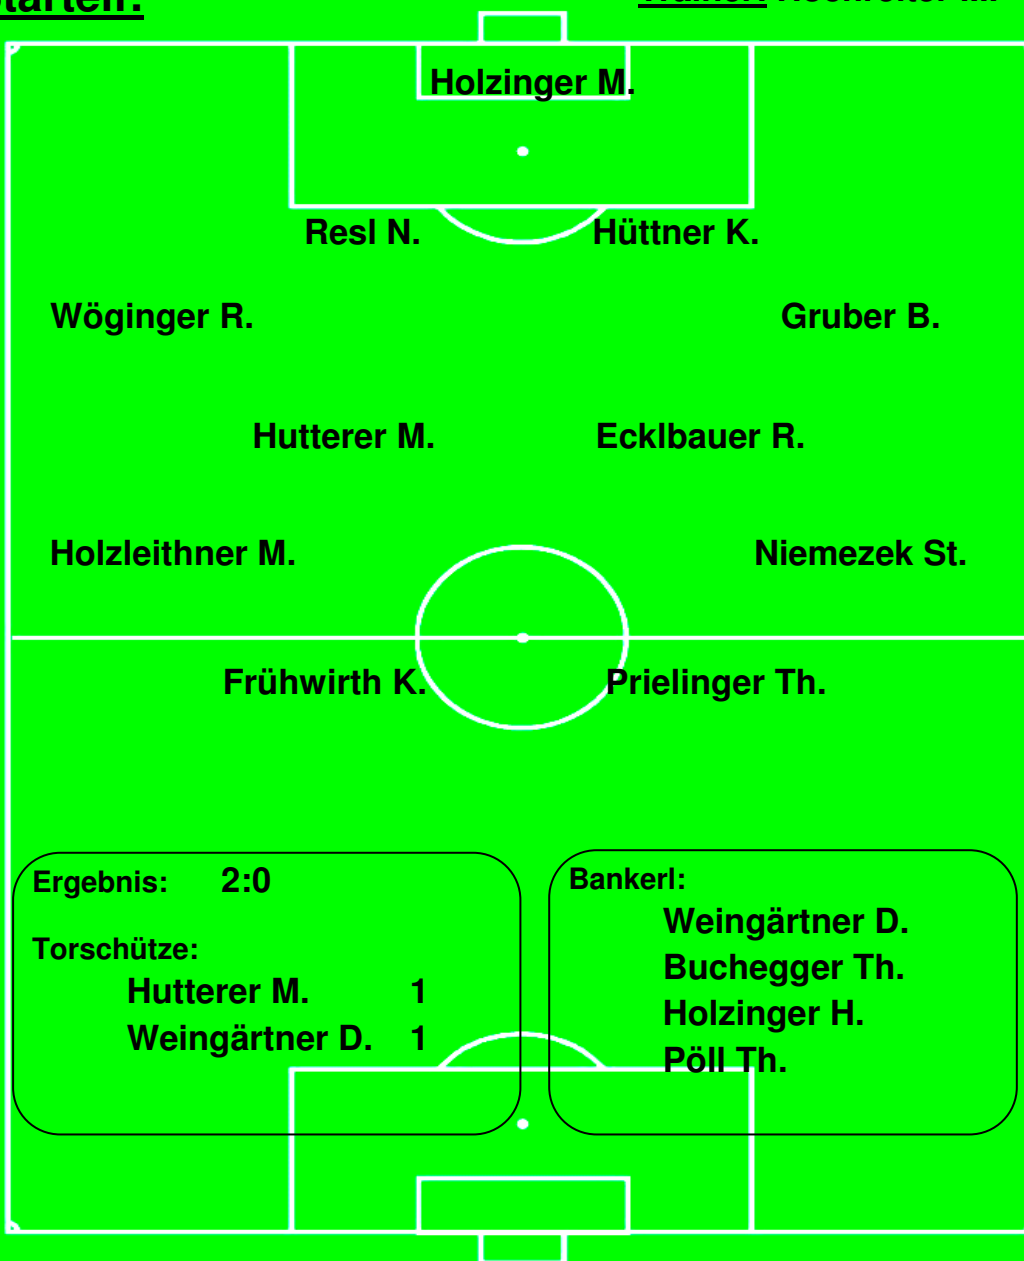 Holzinger M.
Resl N. Hüttner K.
Wöginger R. Gruber B.
Hutterer M. Ecklbauer R.
Holzleithner M. Niemezek St.
Frühwirth K. Prielinger Th.
Ergebnis: 2:0
Torschütze:
Hutterer M. 1
Weingärtner D. 1
Bankerl:
Weingärtner D.
Buchegger Th.
Holzinger H.
Pöll Th.